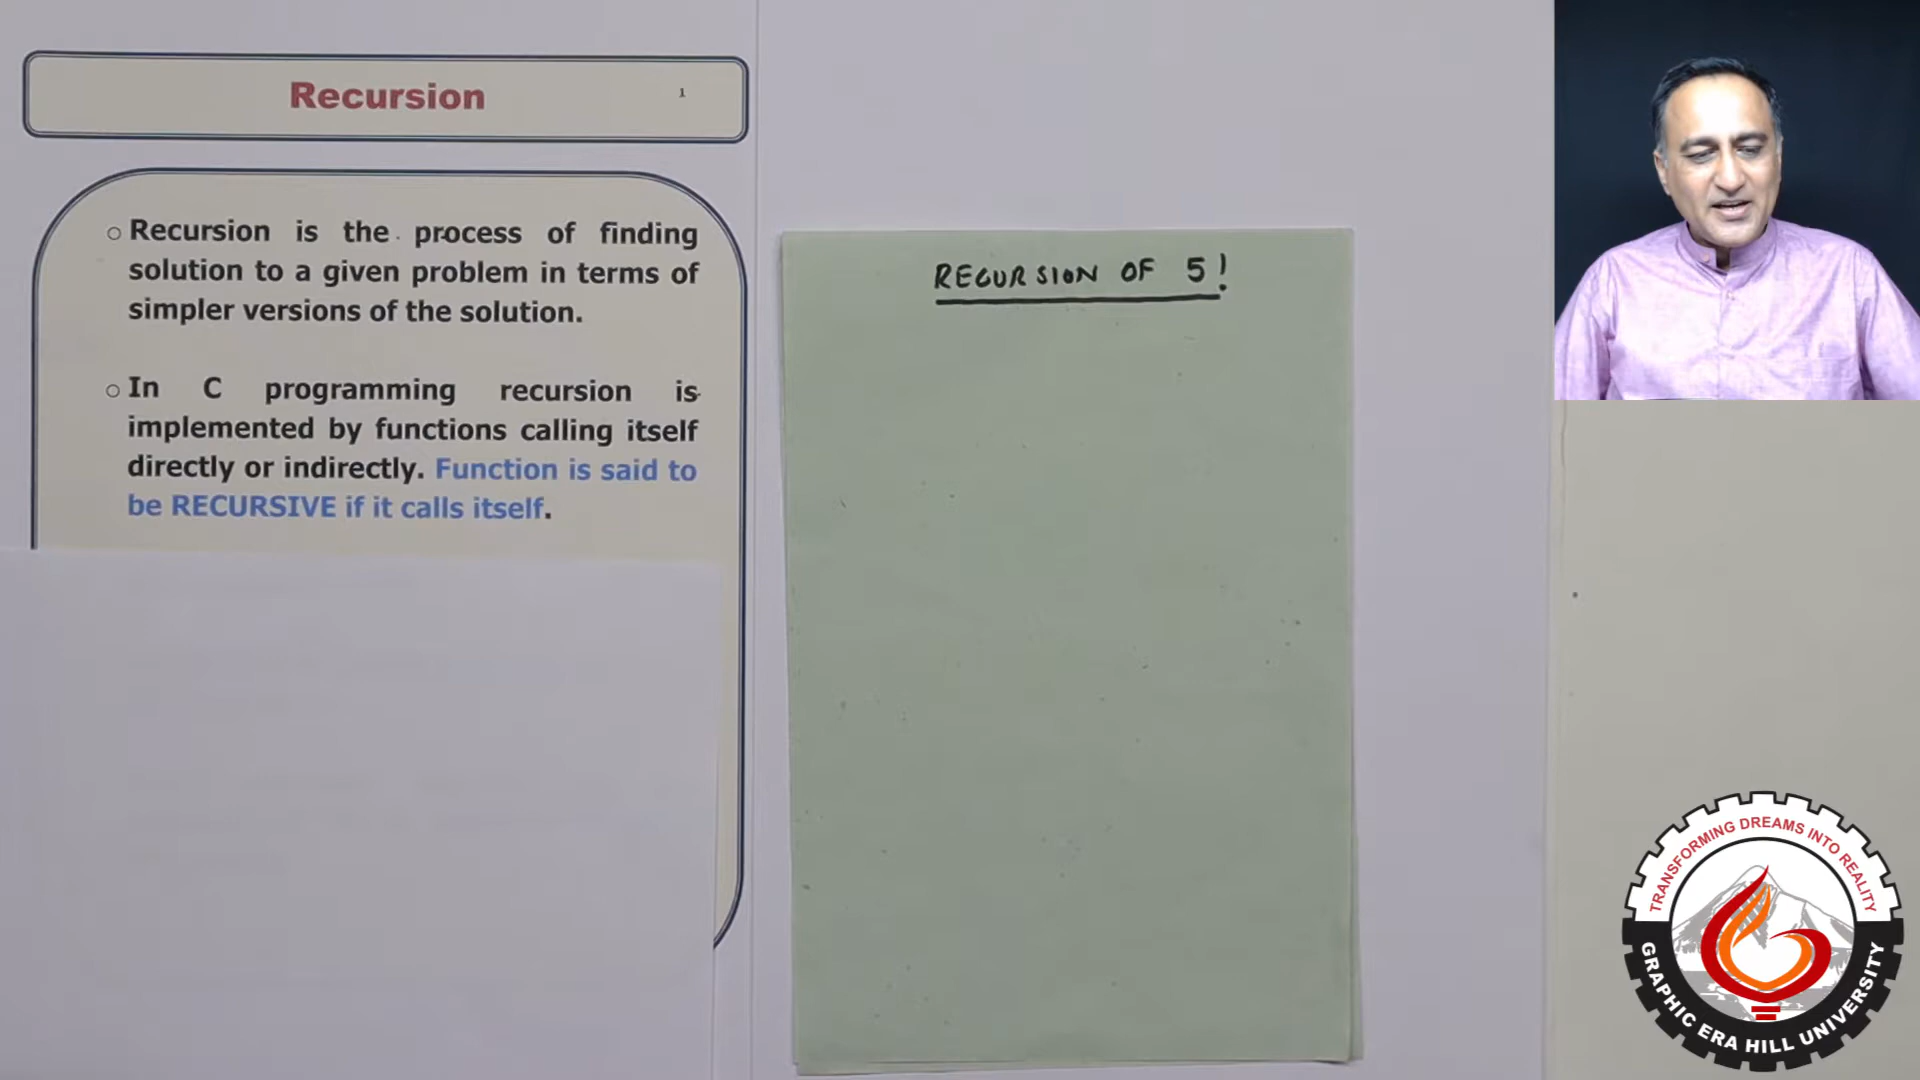 Recursion
1
Recursion is the process of finding
solution to a given problem in terms of
simpler versions of the solution.
In C programming recursion is
implemented by functions calling itself
directly or indirectly. Function is said to
be RECURSIVE if it calls itself.
RECURSION OF 5!
TRANSFORMING DREAMS INTO REALITY
GRAPHIC ERA HILL UNIVERSITY